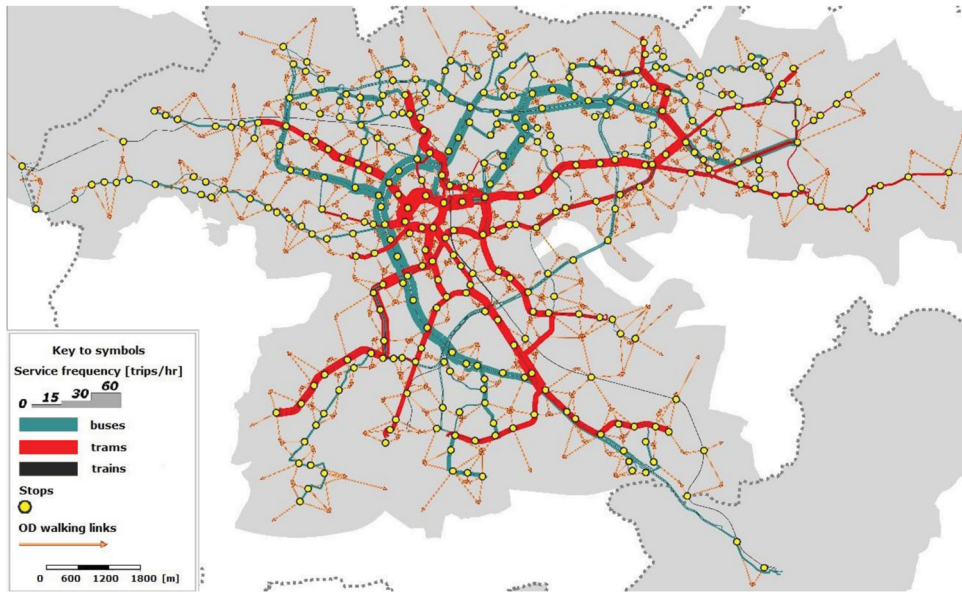 Key to symbols
Service frequency [trips/hr]
0 15 30 60
buses
trams
trains
Stops
OD walking links
0 600 1200 1800 [m]